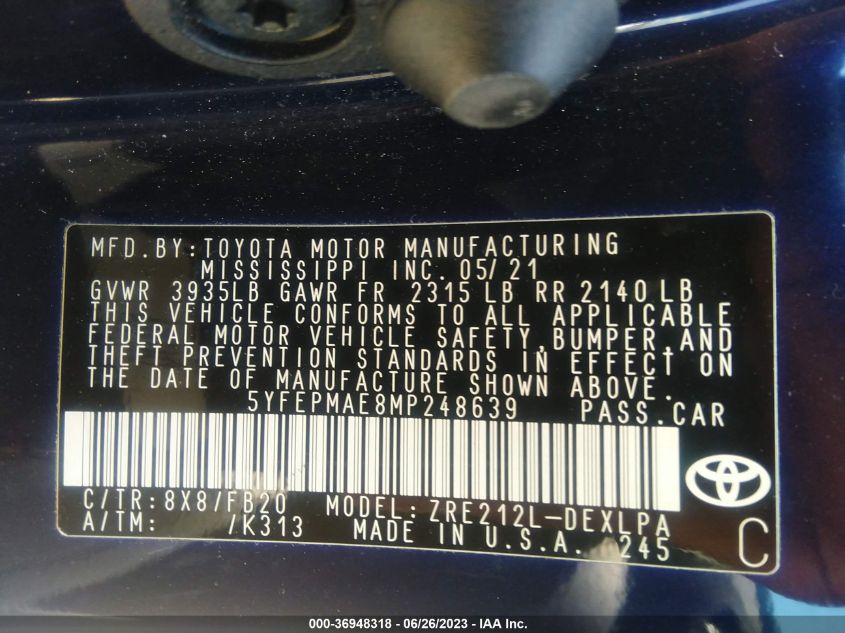 MFD.BY:TOYOTA MOTOR MANUFACTURING
MISSISSIPPI INC. 05/21
GVWR 3935LB GAWR FR 2315 LB RR 2140 LB
THIS VEHICLE CONFORMS TO ALL APPLICABLE
FEDERAL MOTOR VEHICLE SAFETY,BUMPER,AND
THEFT PREVENTION STANDARDS IN EFFECT ON
THE DATE OF MANUFACTURE SHOWN ABOVE.
5YFEPMAE8MP248639 PASS.CAR
C/TR:8X8/FB20 MODEL:ZRE212L-DEXLPA
A/TM: /K313 MADE IN U.S.A. 245
C
000-36948318 - 06/26/2023 - IAA Inc.